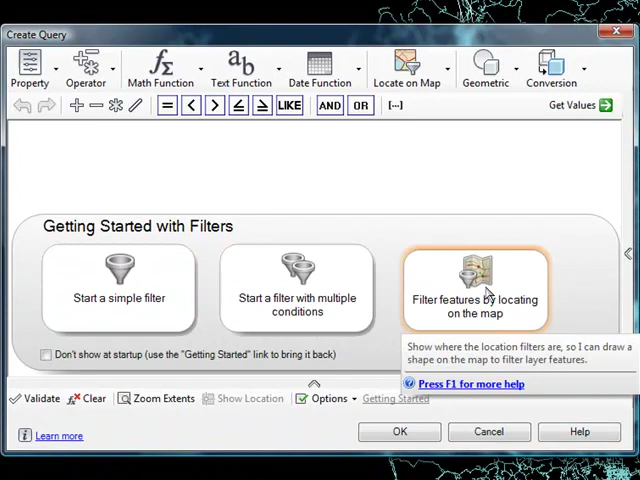 Create Query
Property Operator Math Function Text Function Date Function Locate on Map Geometric Conversion
= < > ≤ ≥ LIKE AND OR [...] Get Values
Getting Started with Filters
Start a simple filter
Start a filter with multiple
conditions
Filter features by locating
on the map
Show where the location filters are, so I can draw a
shape on the map to filter layer features.
Press F1 for more help
Don't show at startup (use the "Getting Started" link to bring it back)
Validate Clear Zoom Extents Show Location Options Getting Started
Learn more
OK Cancel Help